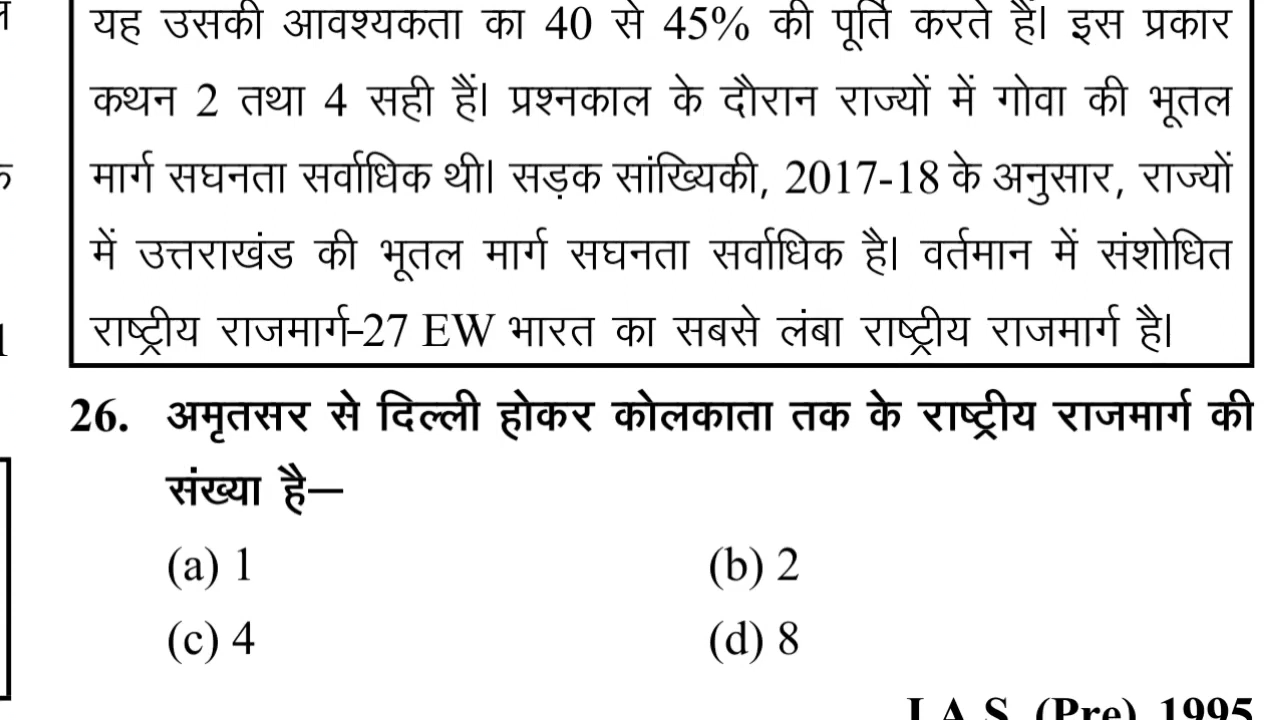 यह उसकी आवश्यकता का 40 से 45% की पूर्ति करते हैं। इस प्रकार
कथन 2 तथा 4 सही हैं। प्रश्नकाल के दौरान राज्यों में गोवा की भूतल
मार्ग सघनता सर्वाधिक थी। सड़क सांख्यिकी, 2017-18 के अनुसार, राज्यों
में उत्तराखंड की भूतल मार्ग सघनता सर्वाधिक है। वर्तमान में संशोधित
राष्ट्रीय राजमार्ग-27 EW भारत का सबसे लंबा राष्ट्रीय राजमार्ग है।
26. अमृतसर से दिल्ली होकर कोलकाता तक के राष्ट्रीय राजमार्ग की
संख्या है—
(a) 1 (b) 2
(c) 4 (d) 8
I.A.S. (Pre) 1995